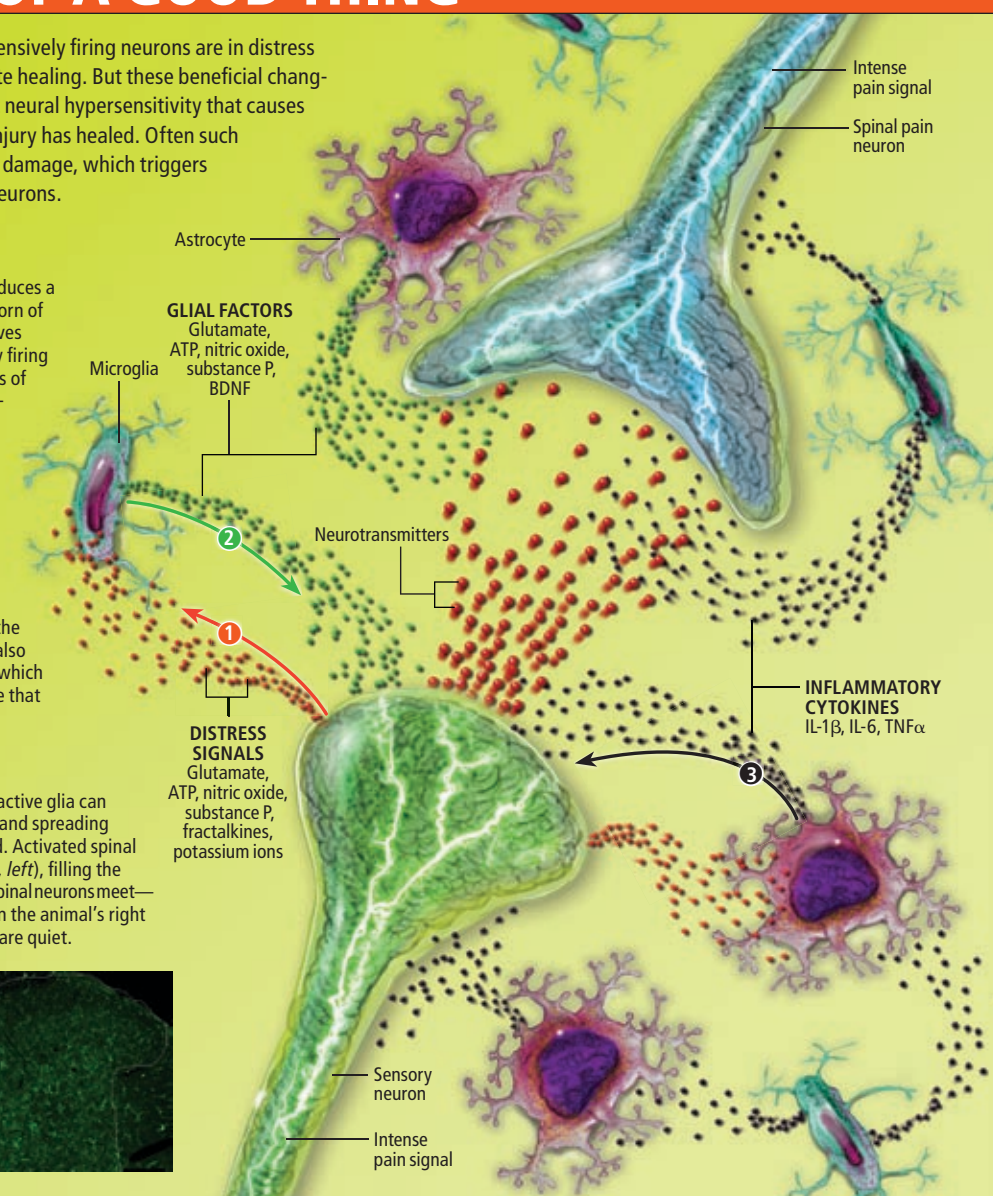 OF A GOOD THING
ensively firing neurons are in distress
te healing. But these beneficial chang-
neural hypersensitivity that causes
njury has healed. Often such
damage, which triggers
eurons.
duces a
orn of
ves
y firing
s of
-
the
also
which
e that
active glia can
and spreading
d. Activated spinal
, left), filling the
pinal neurons meet—
n the animal's right
are quiet.
Intense
pain signal
Spinal pain
neuron
Astrocyte
GLIAL FACTORS
Glutamate,
ATP, nitric oxide,
substance P,
BDNF
Microglia
2
Neurotransmitters
1
DISTRESS
SIGNALS
Glutamate,
ATP, nitric oxide,
substance P,
fractalkines,
potassium ions
INFLAMMATORY
CYTOKINES
IL-1β, IL-6, TNFα
3
Sensory
neuron
Intense
pain signal